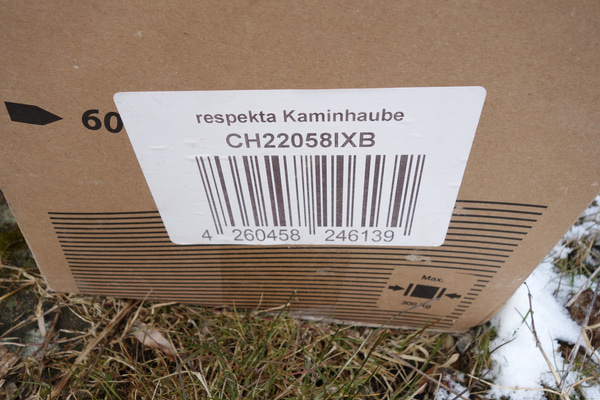 60
respekta Kaminhaube
CH22058IXB
4 260458 246139
Max.